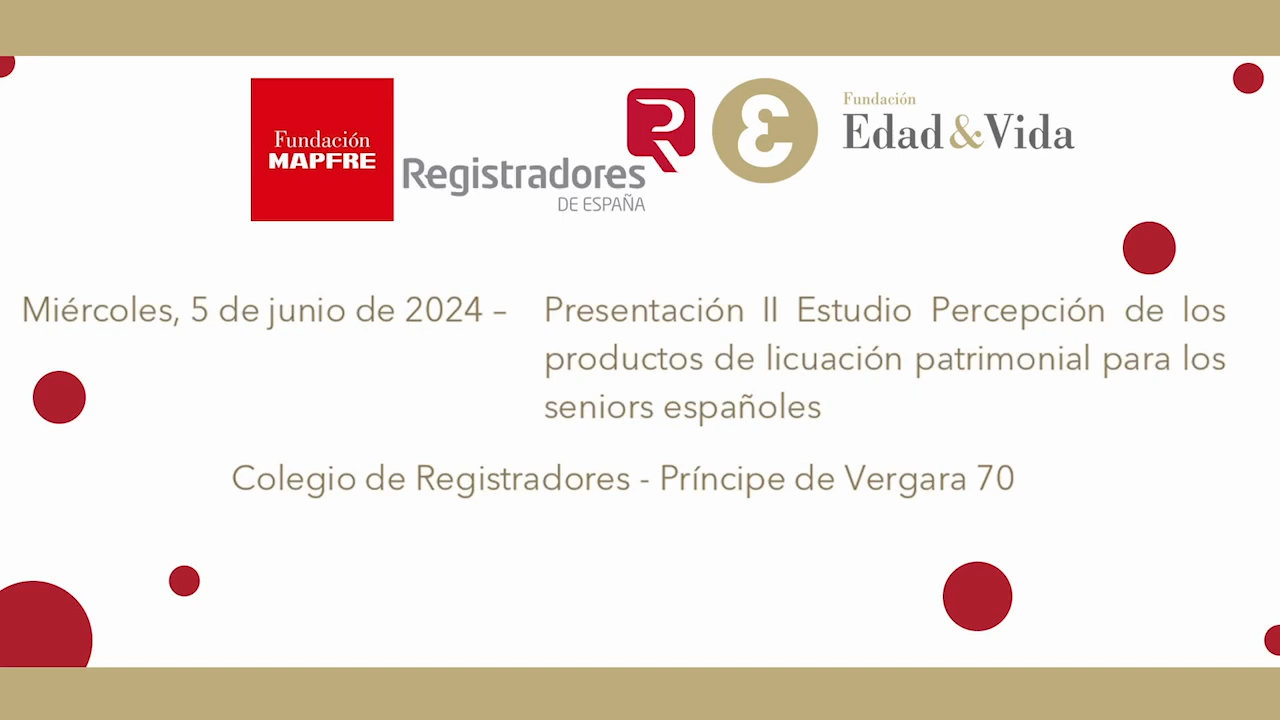 Fundación
MAPFRE
Registradores
DE ESPAÑA
Fundación
Edad & Vida
Miércoles, 5 de junio de 2024 –
Presentación II Estudio Percepción de los
productos de licuación patrimonial para los
seniors españoles
Colegio de Registradores - Príncipe de Vergara 70